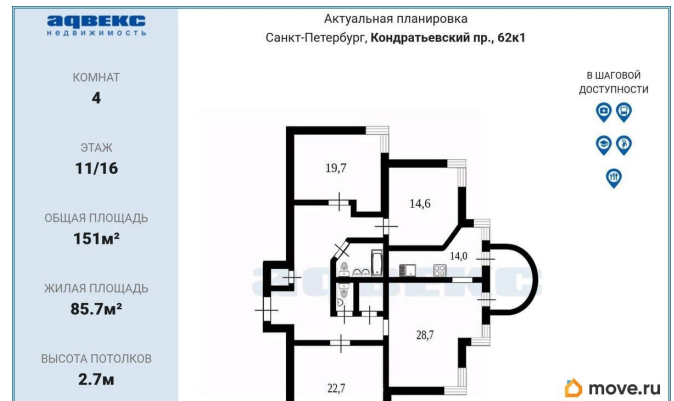 адвекс
НЕДВИЖИМОСТЬ
КОМНАТ
4
ЭТАЖ
11/16
ОБЩАЯ ПЛОЩАДЬ
151м²
ЖИЛАЯ ПЛОЩАДЬ
85.7м²
ВЫСОТА ПОТОЛКОВ
2.7м
Актуальная планировка
Санкт-Петербург, Кондратьевский пр., 62к1
В ШАГОВОЙ
ДОСТУПНОСТИ
19,7
14,6
14,0
адвекс
28,7
22,7
move.ru